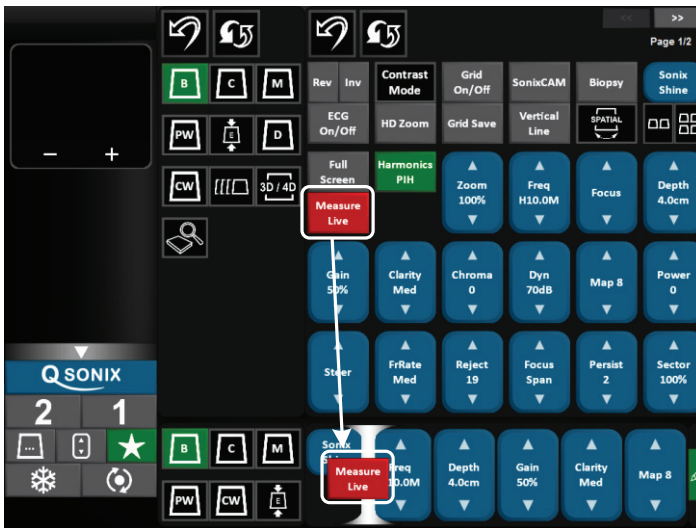 << >>
Page 1/2
B C M
Rev Inv
Contrast
Mode
Grid
On/Off
SonixCAM
Biopsy
Sonix
Shine
PW E D
ECG
On/Off
HD Zoom
Grid Save
Vertical
Line
SPATIAL
− +
CW
3D / 4D
Full
Screen
Harmonics
PIH
Zoom
100%
Freq
H10.0M
Focus
Depth
4.0cm
Measure
Live
Gain
50%
Clarity
Med
Chroma
0
Dyn
70dB
Map 8
Power
0
Steer
FrRate
Med
Reject
19
Focus
Span
Persist
2
Sector
100%
SONIX
2 1
...
B C M
Sonix
Measure
Live
0.0M
Depth
4.0cm
Gain
50%
Clarity
Med
Map 8
PW CW E